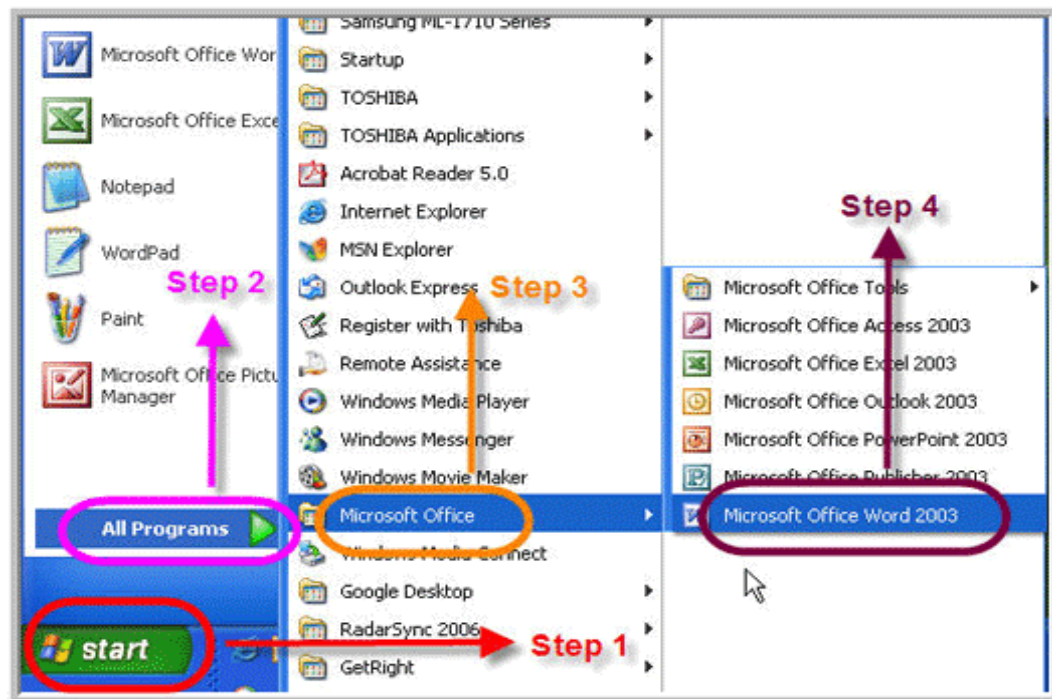 Microsoft Office Wor
Microsoft Office Exce
Notepad
WordPad
Step 2
Paint
Microsoft Office Pictu
Manager
All Programs
start
Step 1
Samsung ML-1710 Series
Startup
TOSHIBA
TOSHIBA Applications
Acrobat Reader 5.0
Internet Explorer
MSN Explorer
Outlook Express
Step 3
Register with Toshiba
Remote Assistance
Windows Media Player
Windows Messenger
Windows Movie Maker
Microsoft Office
Windows Media Connect
Google Desktop
RadarSync 2006
GetRight
Step 4
Microsoft Office Tools
Microsoft Office Access 2003
Microsoft Office Excel 2003
Microsoft Office Outlook 2003
Microsoft Office PowerPoint 2003
Microsoft Office Publisher 2003
Microsoft Office Word 2003